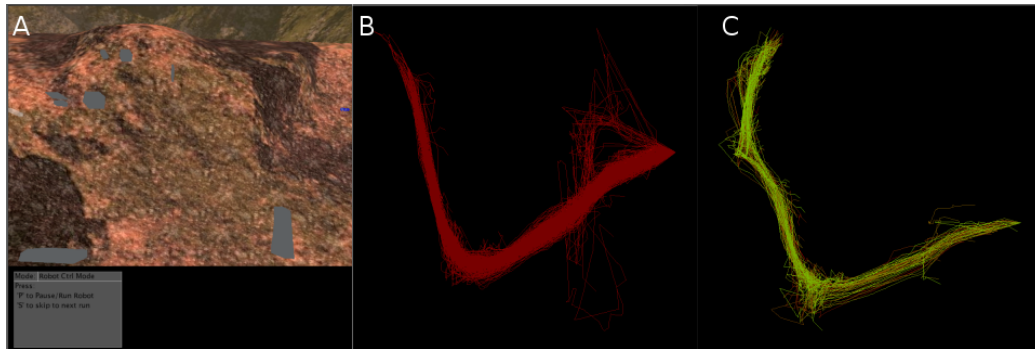 A
B
C
Mode: Robot Ctrl Mode
Press:
'P' to Pause/Run Robot
'S' to skip to next run